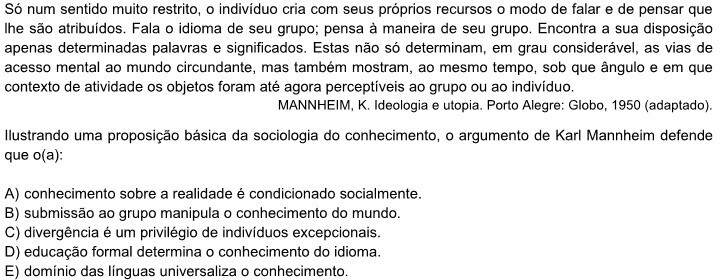 Só num sentido muito restrito, o indivíduo cria com seus próprios recursos o modo de falar e de pensar que
lhe são atribuídos. Fala o idioma de seu grupo; pensa à maneira de seu grupo. Encontra a sua disposição
apenas determinadas palavras e significados. Estas não só determinam, em grau considerável, as vias de
acesso mental ao mundo circundante, mas também mostram, ao mesmo tempo, sob que ângulo e em que
contexto de atividade os objetos foram até agora perceptíveis ao grupo ou ao indivíduo.
MANNHEIM, K. Ideologia e utopia. Porto Alegre: Globo, 1950 (adaptado).
Ilustrando uma proposição básica da sociologia do conhecimento, o argumento de Karl Mannheim defende
que o(a):
A) conhecimento sobre a realidade é condicionado socialmente.
B) submissão ao grupo manipula o conhecimento do mundo.
C) divergência é um privilégio de indivíduos excepcionais.
D) educação formal determina o conhecimento do idioma.
E) domínio das línguas universaliza o conhecimento.